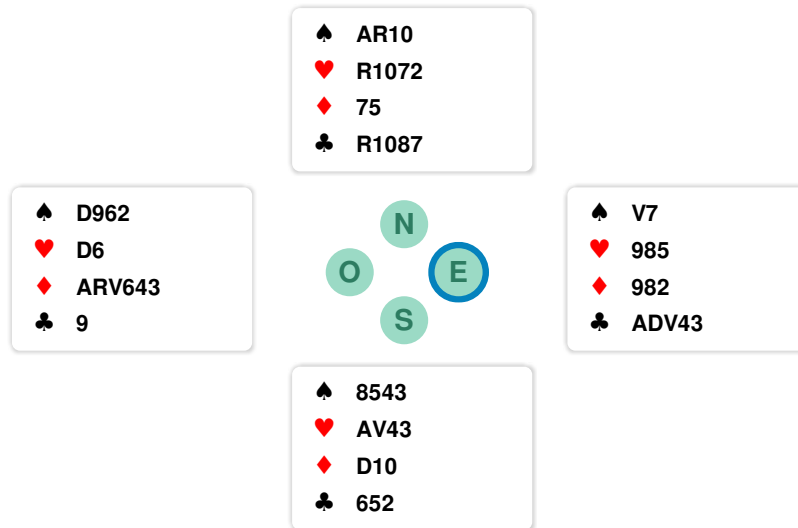 ♠ AR10
♥ R1072
♦ 75
♣ R1087
♠ D962
♥ D6
♦ ARV643
♣ 9
N
O E
S
♠ V7
♥ 985
♦ 982
♣ ADV43
♠ 8543
♥ AV43
♦ D10
♣ 652